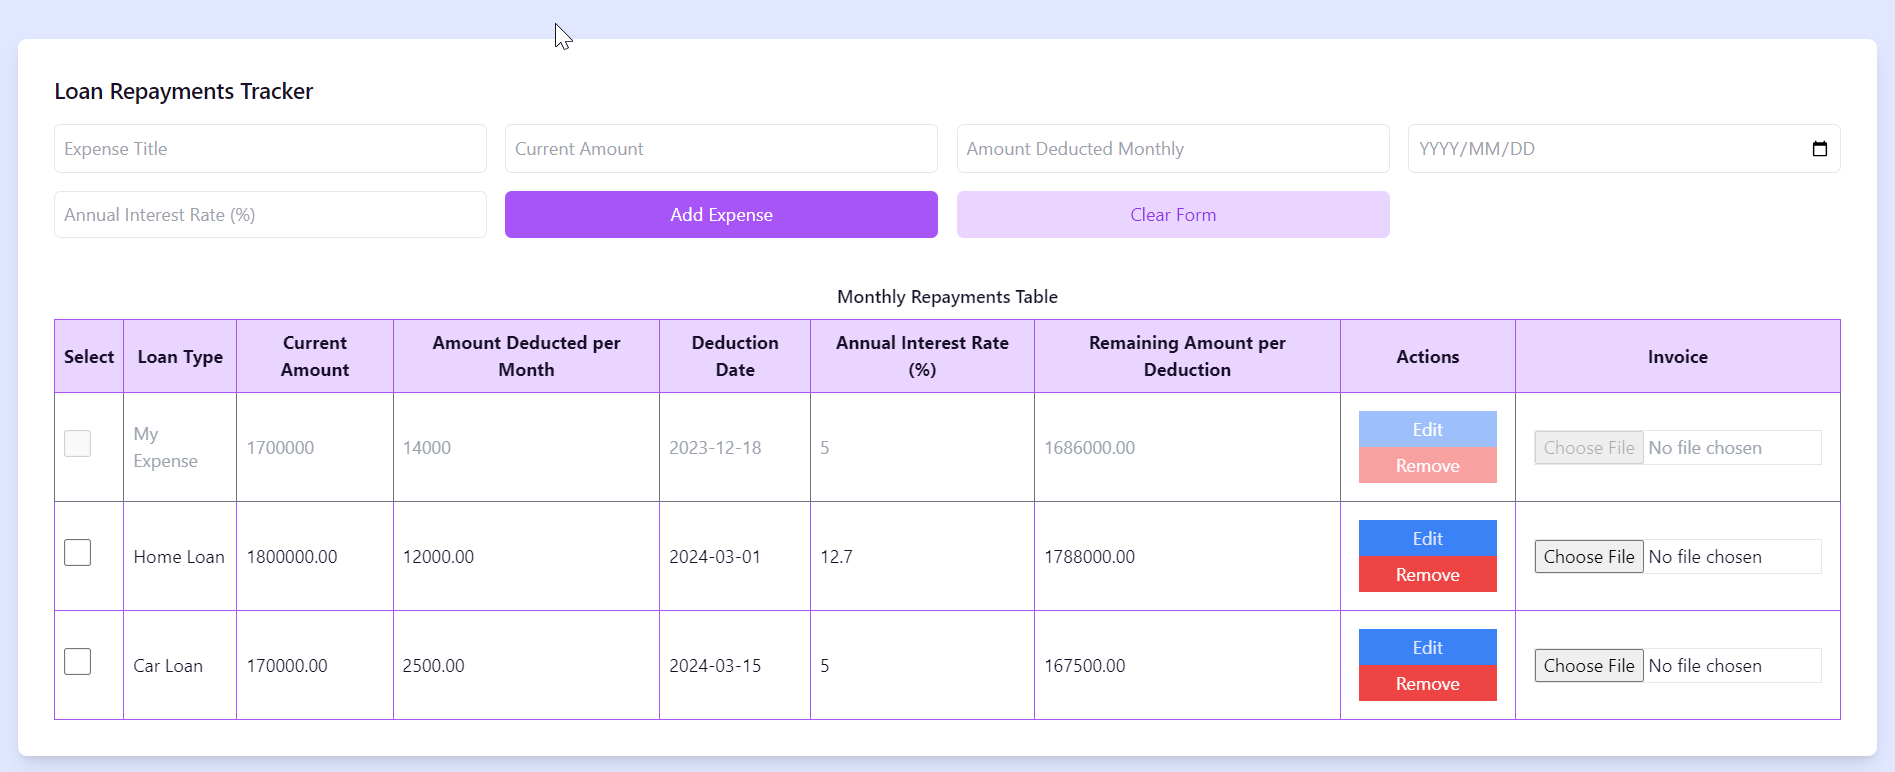 Loan Repayments Tracker
Expense Title
Current Amount
Amount Deducted Monthly
YYYY/MM/DD
Annual Interest Rate (%)
Add Expense
Clear Form
Monthly Repayments Table
Select
Loan Type
Current
Amount
Amount Deducted per
Month
Deduction
Date
Annual Interest Rate
(%)
Remaining Amount per
Deduction
Actions
Invoice
My
Expense
1700000
14000
2023-12-18
5
1686000.00
Edit
Remove
Choose File No file chosen
Home Loan
1800000.00
12000.00
2024-03-01
12.7
1788000.00
Edit
Remove
Choose File No file chosen
Car Loan
170000.00
2500.00
2024-03-15
5
167500.00
Edit
Remove
Choose File No file chosen